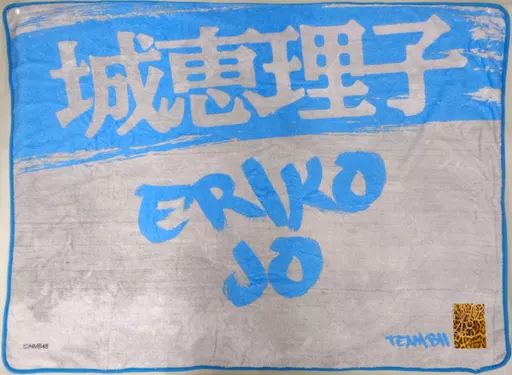 城恵理子
ERIKO
JO
TEAM BII
©NMB48